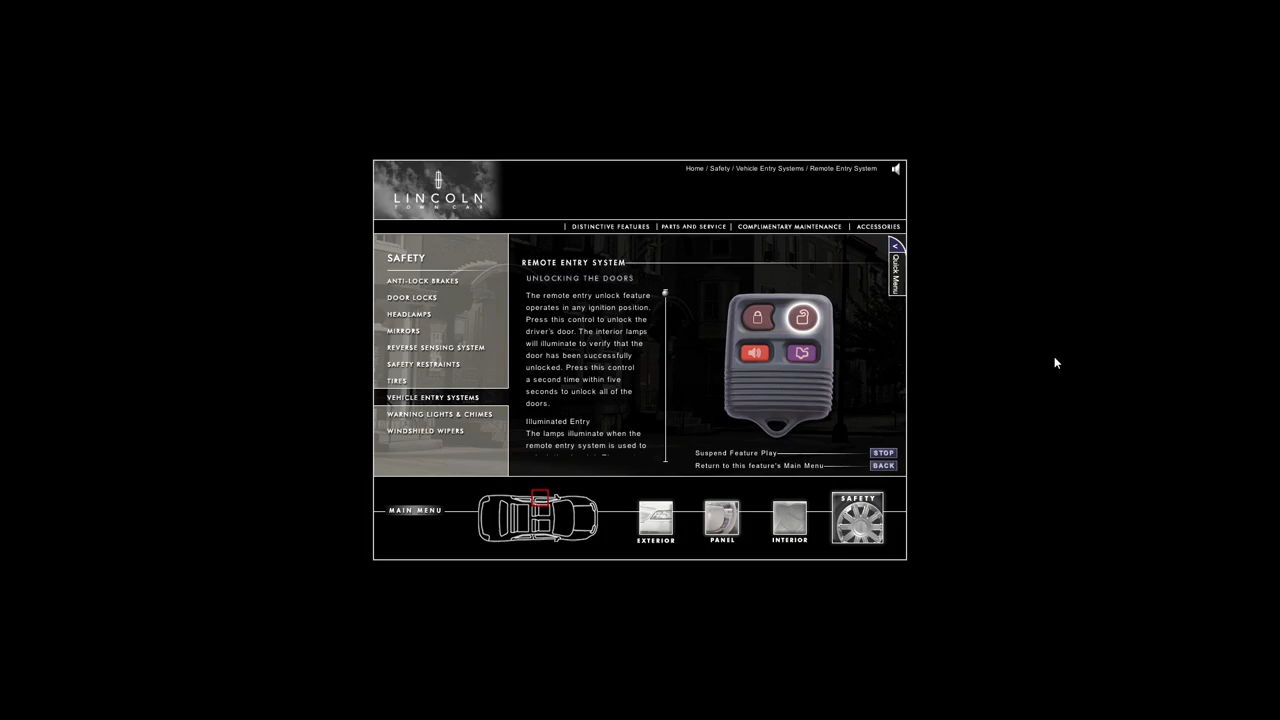 Home / Safety / Vehicle Entry Systems / Remote Entry System
LINCOLN
TOWN CAR
DISTINCTIVE FEATURES | PARTS AND SERVICE | COMPLIMENTARY MAINTENANCE | ACCESSORIES
Quick Menu
SAFETY
ANTI-LOCK BRAKES
DOOR LOCKS
HEADLAMPS
MIRRORS
REVERSE SENSING SYSTEM
SAFETY RESTRAINTS
TIRES
VEHICLE ENTRY SYSTEMS
WARNING LIGHTS & CHIMES
WINDSHIELD WIPERS
REMOTE ENTRY SYSTEM
UNLOCKING THE DOORS
The remote entry unlock feature
operates in any ignition position.
Press this control to unlock the
driver's door. The interior lamps
will illuminate to verify that the
door has been successfully
unlocked. Press this control
a second time within five
seconds to unlock all of the
doors.
Illuminated Entry
The lamps illuminate when the
remote entry system is used to
Suspend Feature Play STOP
Return to this feature's Main Menu BACK
MAIN MENU
EXTERIOR
PANEL
INTERIOR
SAFETY